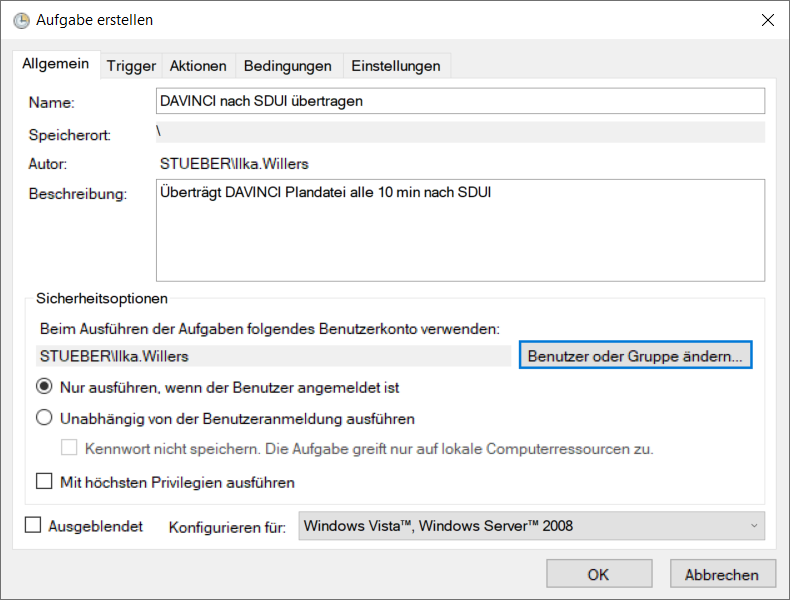 Aufgabe erstellen
Allgemein Trigger Aktionen Bedingungen Einstellungen
Name: DAVINCI nach SDUI übertragen
Speicherort: \
Autor: STUEBER\Ilka.Willers
Beschreibung: Überträgt DAVINCI Plandatei alle 10 min nach SDUI
Sicherheitsoptionen
Beim Ausführen der Aufgaben folgendes Benutzerkonto verwenden:
STUEBER\Ilka.Willers Benutzer oder Gruppe ändern...
Nur ausführen, wenn der Benutzer angemeldet ist
Unabhängig von der Benutzeranmeldung ausführen
Kennwort nicht speichern. Die Aufgabe greift nur auf lokale Computerressourcen zu.
Mit höchsten Privilegien ausführen
Ausgeblendet Konfigurieren für: Windows Vista™, Windows Server™ 2008
OK Abbrechen